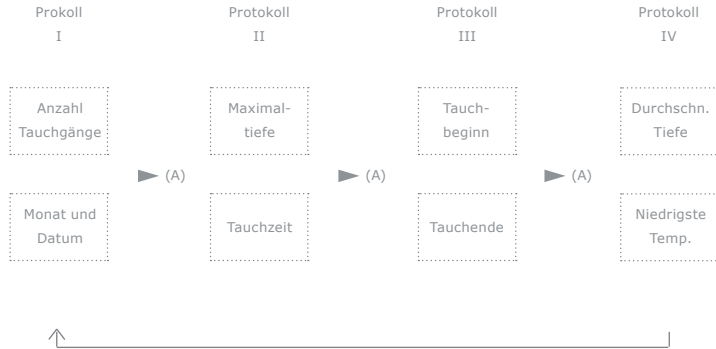 Prokoll
I
Protokoll
II
Protokoll
III
Protokoll
IV
Anzahl
Tauchgänge
Maximal-
tiefe
Tauch-
beginn
Durchschn.
Tiefe
(A)
(A)
(A)
Monat und
Datum
Tauchzeit
Tauchende
Niedrigste
Temp.